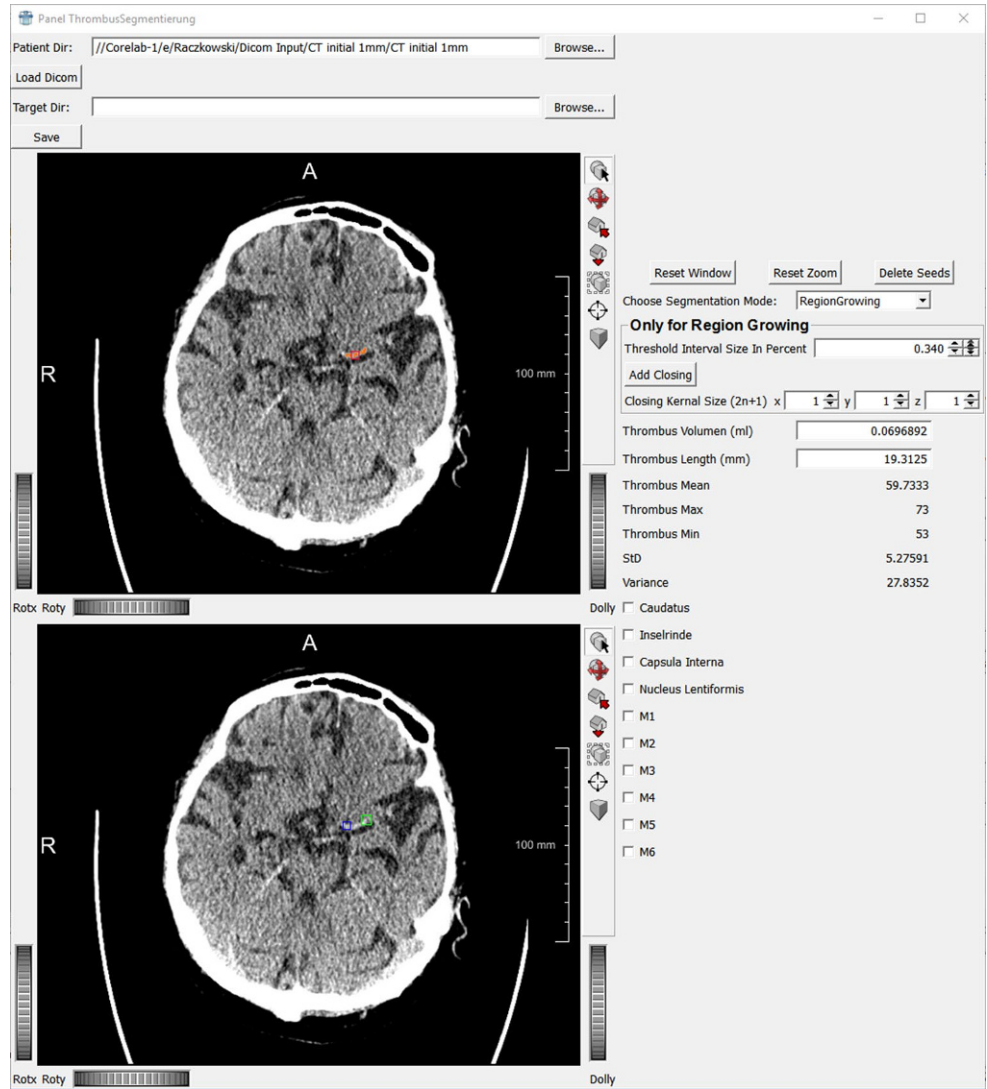 Panel ThrombusSegmentierung
Patient Dir: //Corelab-1/e/Raczkowski/Dicom Input/CT initial 1mm/CT initial 1mm Browse...
Load Dicom
Target Dir: Browse...
Save
A
R
100 mm
Rotx Roty Dolly
Reset Window Reset Zoom Delete Seeds
Choose Segmentation Mode: RegionGrowing
Only for Region Growing
Threshold Interval Size In Percent 0.340
Add Closing
Closing Kernal Size (2n+1) x 1 y 1 z 1
Thrombus Volumen (ml) 0.0696892
Thrombus Length (mm) 19.3125
Thrombus Mean 59.7333
Thrombus Max 73
Thrombus Min 53
StD 5.27591
Variance 27.8352
Caudatus
Inselrinde
Capsula Interna
Nucleus Lentiformis
M1
M2
M3
M4
M5
M6
A
R
100 mm
Rotx Roty Dolly